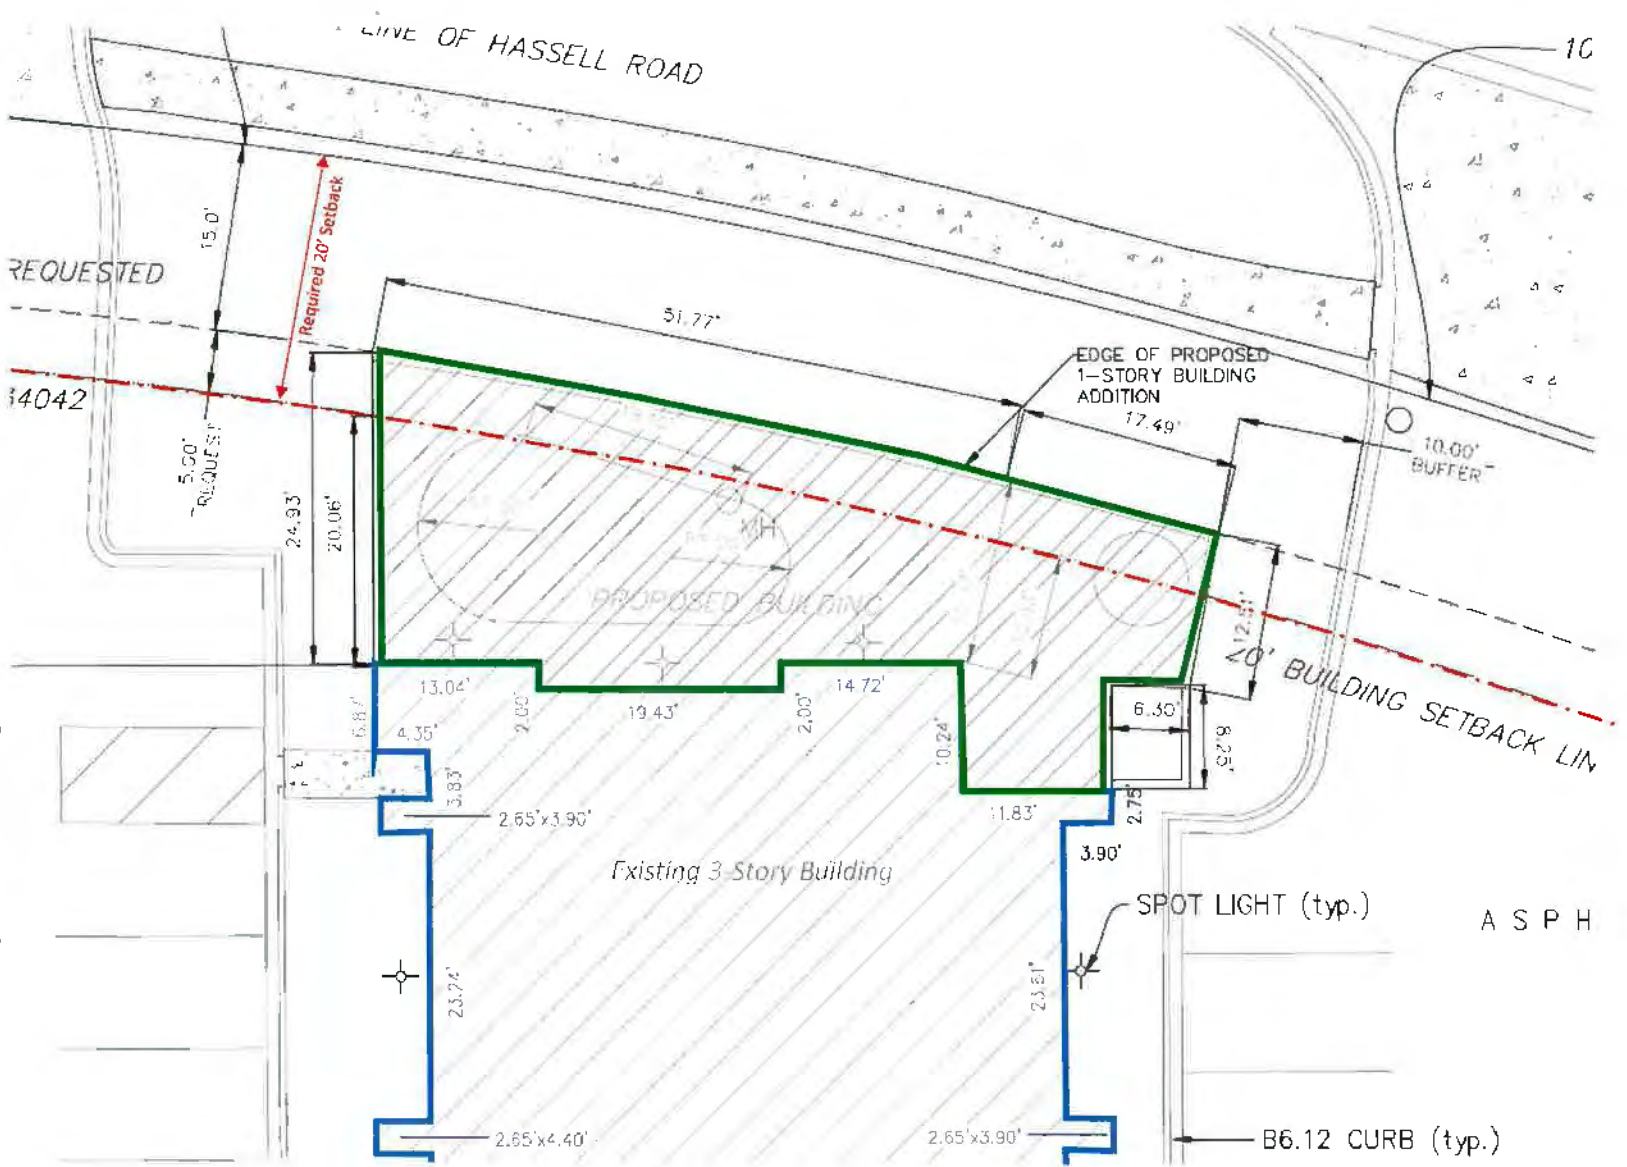 LINE OF HASSELL ROAD
10
15.0'
Required 20' Setback
REQUESTED
51.77'
EDGE OF PROPOSED
1-STORY BUILDING
ADDITION
17.49'
10.00'
BUFFER
34042
5.00'
REQUEST
24.93'
20.06'
MH
PROPOSED BUILDING
12.51'
20' BUILDING SETBACK LIN
13.04'
2.00'
19.43'
2.00'
14.72'
6.87'
4.35'
10.24'
6.30'
8.25'
3.83'
2.65'x3.90'
11.83'
2.75'
3.90'
Existing 3-Story Building
SPOT LIGHT (typ.)
ASPH
23.74'
23.61'
2.65'x4.40'
2.65'x3.90'
B6.12 CURB (typ.)